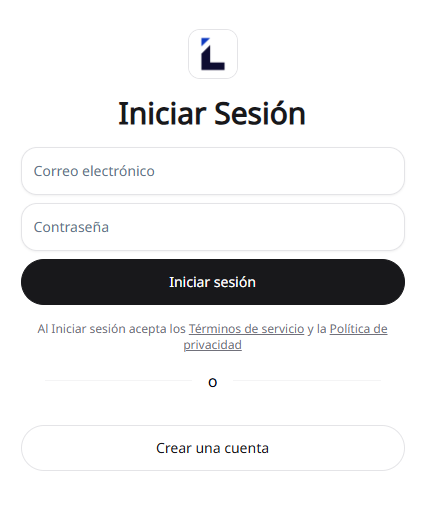 Iniciar Sesión
Correo electrónico
Contraseña
Iniciar sesión
Al Iniciar sesión acepta los Términos de servicio y la Política de
privacidad
o
Crear una cuenta